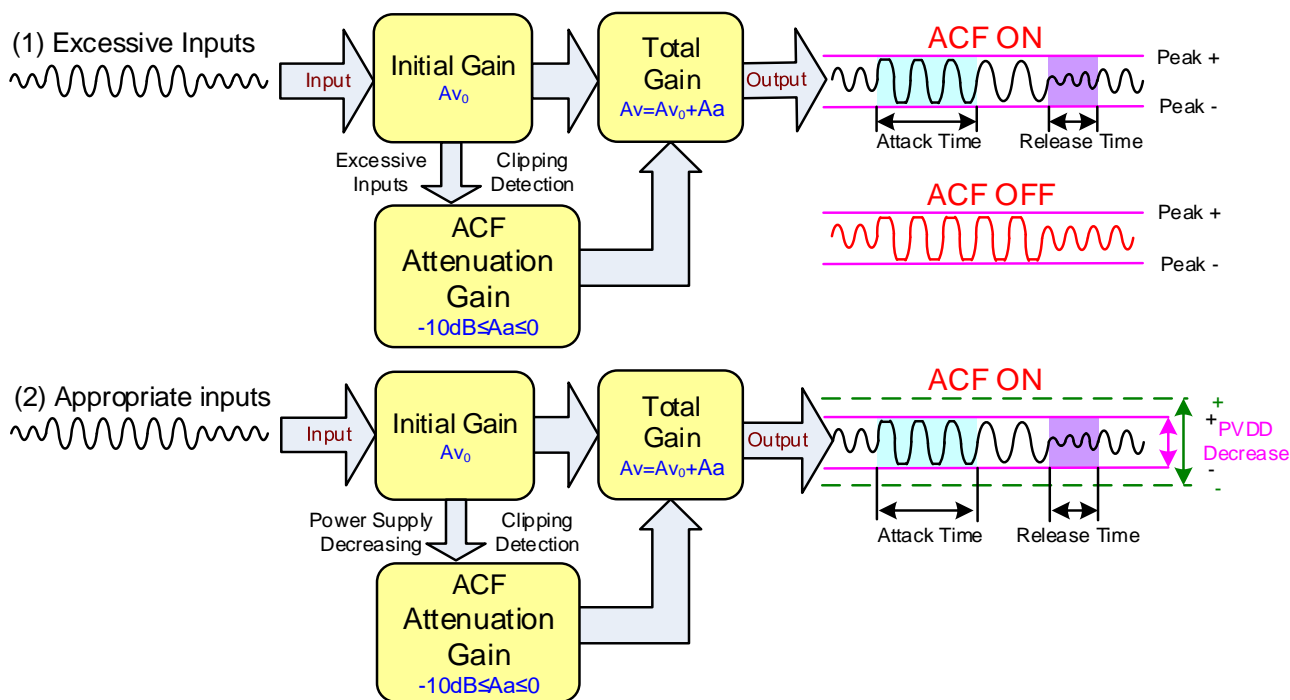 (1) Excessive Inputs
Input
Initial Gain
Av₀
Total
Gain
Av=Av₀+Aa
Output
ACF ON
Peak +
Peak -
Attack Time
Release Time
Excessive
Inputs
Clipping
Detection
ACF
Attenuation
Gain
-10dB≤Aa≤0
ACF OFF
Peak +
Peak -
(2) Appropriate inputs
Input
Initial Gain
Av₀
Total
Gain
Av=Av₀+Aa
Output
ACF ON
+
+
PVDD
Decrease
-
-
Attack Time
Release Time
Power Supply
Decreasing
Clipping
Detection
ACF
Attenuation
Gain
-10dB≤Aa≤0